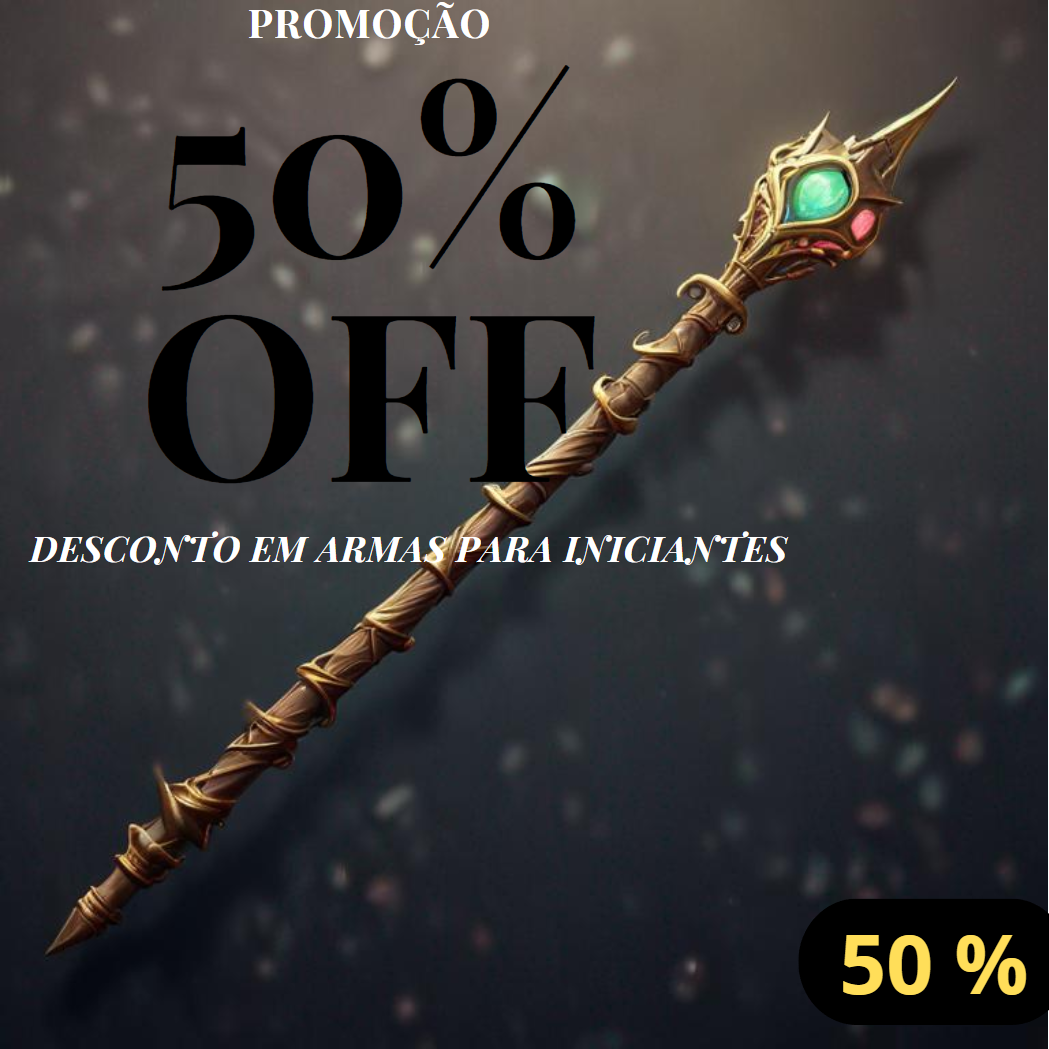 PROMOÇÃO
50%
OFF
DESCONTO EM ARMAS PARA INICIANTES
50 %